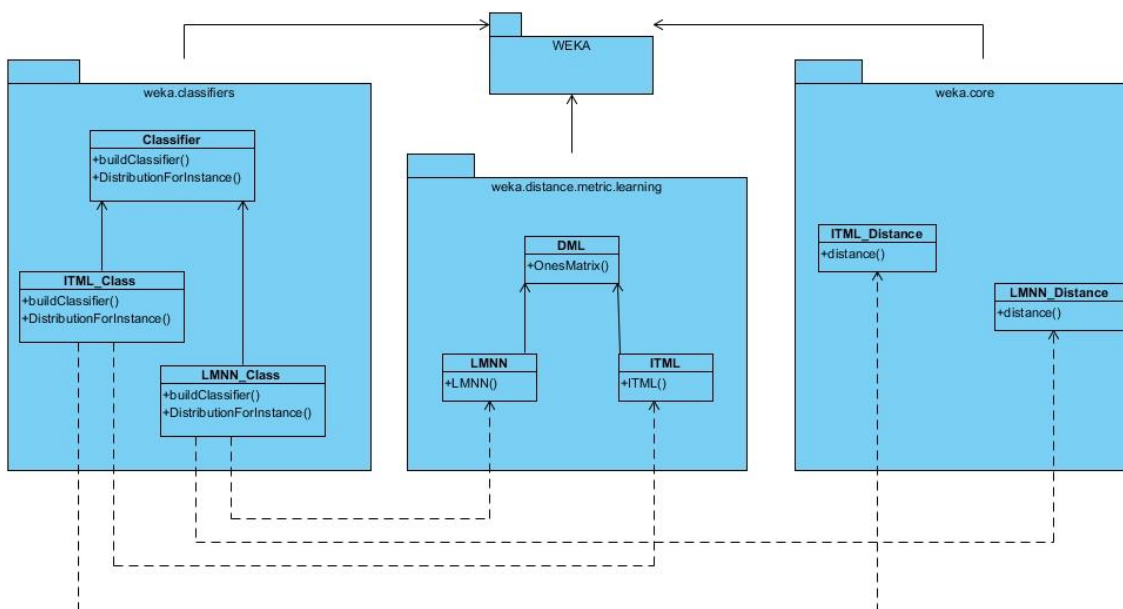 WEKA
weka.classifiers
Classifier
+buildClassifier()
+DistributionForInstance()
ITML_Class
+buildClassifier()
+DistributionForInstance()
LMNN_Class
+buildClassifier()
+DistributionForInstance()
weka.distance.metric.learning
DML
+OnesMatrix()
LMNN
+LMNN()
ITML
+ITML()
weka.core
ITML_Distance
+distance()
LMNN_Distance
+distance()